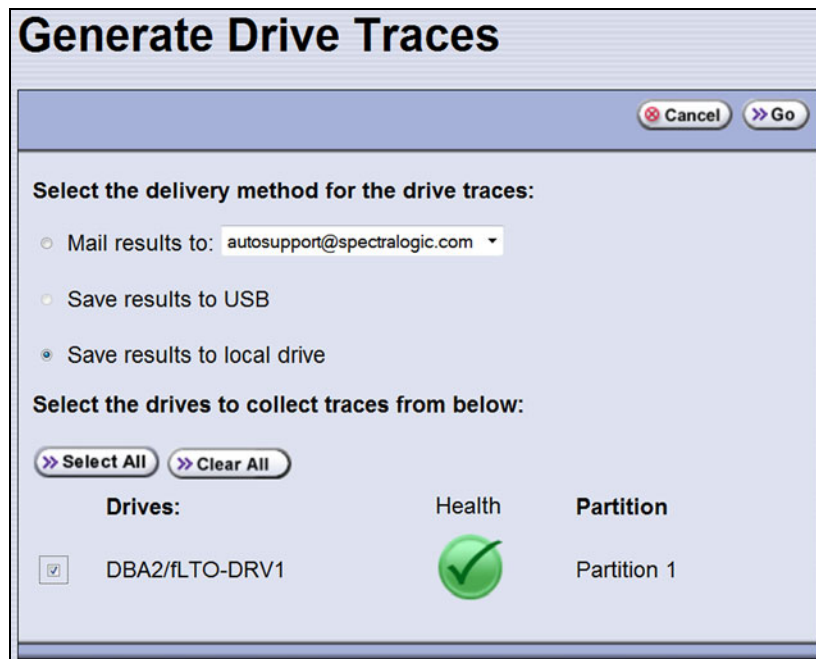 Generate Drive Traces
Cancel Go
Select the delivery method for the drive traces:
Mail results to: autosupport@spectralogic.com
Save results to USB
Save results to local drive
Select the drives to collect traces from below:
Select All Clear All
Drives: Health Partition
DBA2/fLTO-DRV1 Partition 1